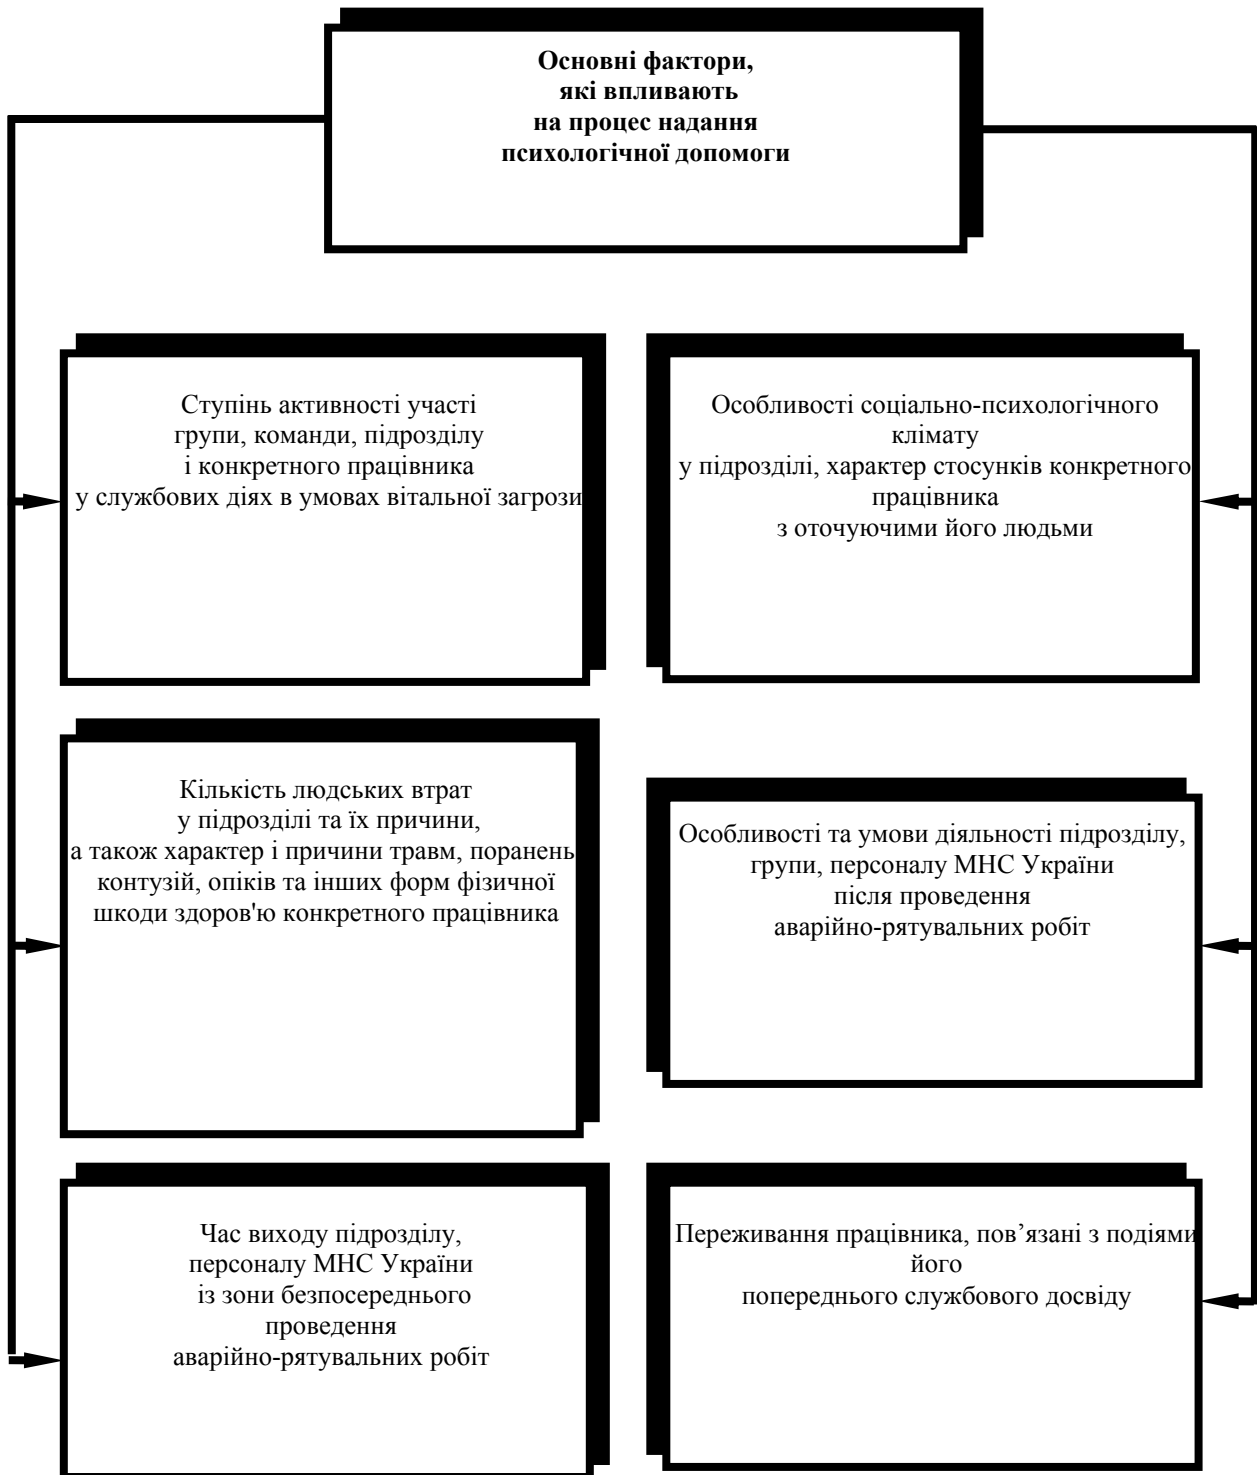 Основні фактори,
які впливають
на процес надання
психологічної допомоги
Ступінь активності участі
групи, команди, підрозділу
і конкретного працівника
у службових діях в умовах вітальної загрози
Особливості соціально-психологічного
клімату
у підрозділі, характер стосунків конкретного
працівника
з оточуючими його людьми
Кількість людських втрат
у підрозділі та їх причини,
а також характер і причини травм, поранень
контузій, опіків та інших форм фізичної
шкоди здоров'ю конкретного працівника
Особливості та умови діяльності підрозділу,
групи, персоналу МНС України
після проведення
аварійно-рятувальних робіт
Час виходу підрозділу,
персоналу МНС України
із зони безпосереднього
проведення
аварійно-рятувальних робіт
Переживання працівника, пов’язані з подіями
його
попереднього службового досвіду